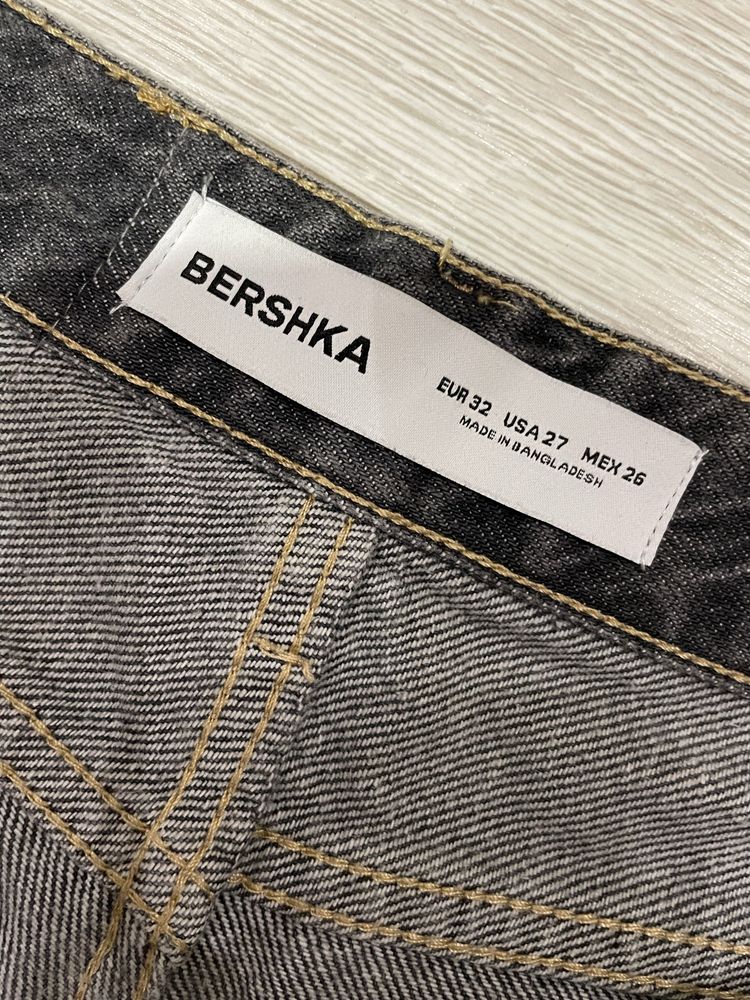 BERSHKA
EUR 32 USA 27 MEX 26
MADE IN BANGLADESH